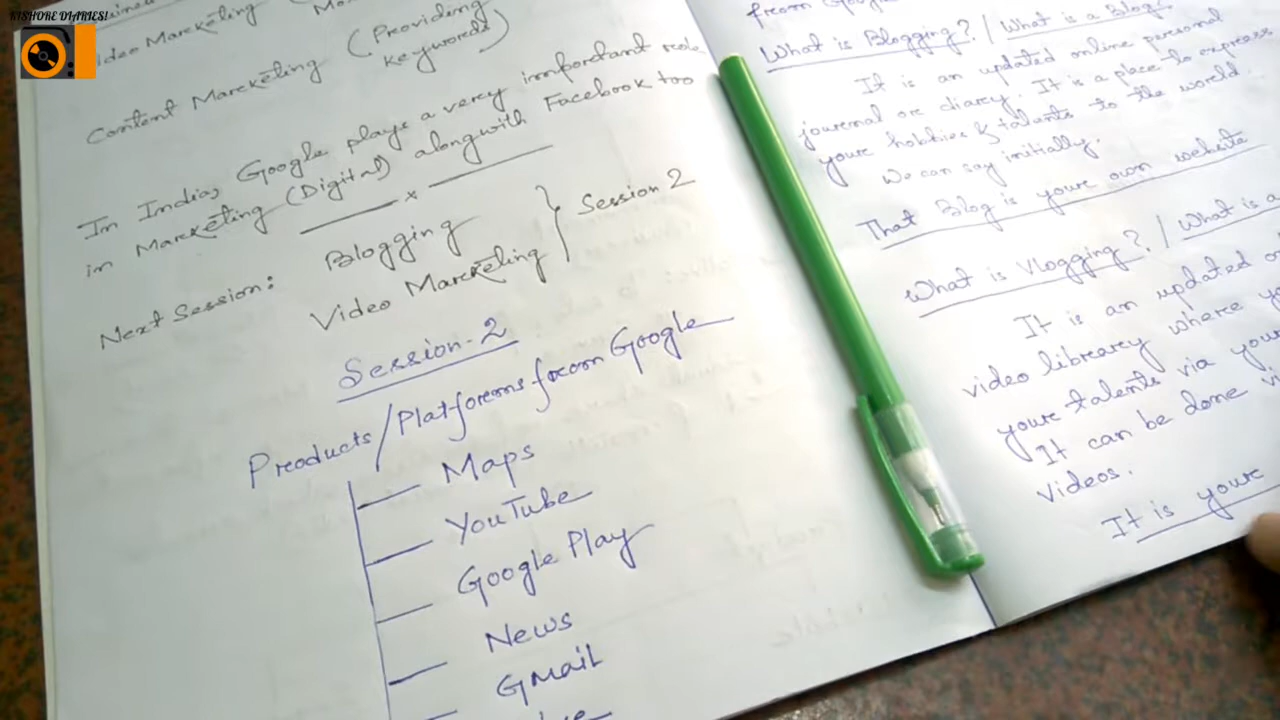 KISHORE DIARIES!
Video Marketing
Content Marketing (Providing
keywords)
In India, Google plays a very important role
in Marketing (Digital) alongwith Facebook too
x
Next Session: Blogging
Video Marketing } Session 2
Session-2
Products/Platforms from Google
Maps
YouTube
Google Play
News
GMail
from Google
What is Blogging? / What is a Blog?
It is an updated online personal
journal or diary. It is a place to express
your hobbies & talents to the world.
We can say initially.
That Blog is your own website
What is Vlogging? / What is a
It is an updated
video library where
your talents via your
It can be done
videos.
It is your